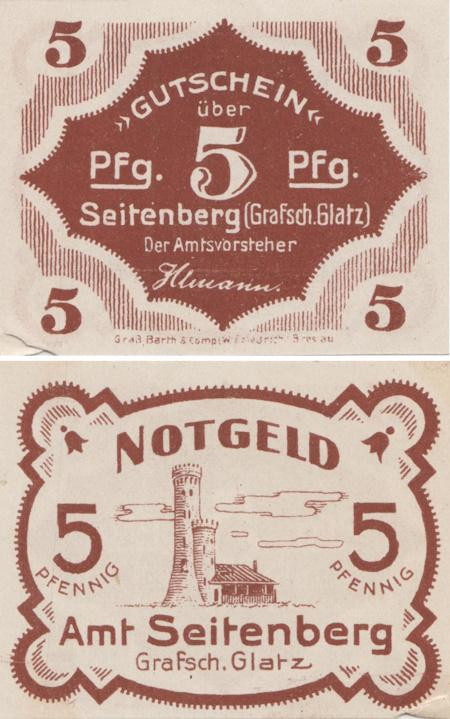 5 5
»GUTSCHEIN«
über
Pfg. 5 Pfg.
Seitenberg (Grafsch. Glatz)
Der Amtsvorsteher
5 5
Graß, Barth & Comp. (W. Friedrich) Breslau
NOTGELD
5 5
PFENNIG PFENNIG
Amt Seitenberg
Grafsch. Glatz